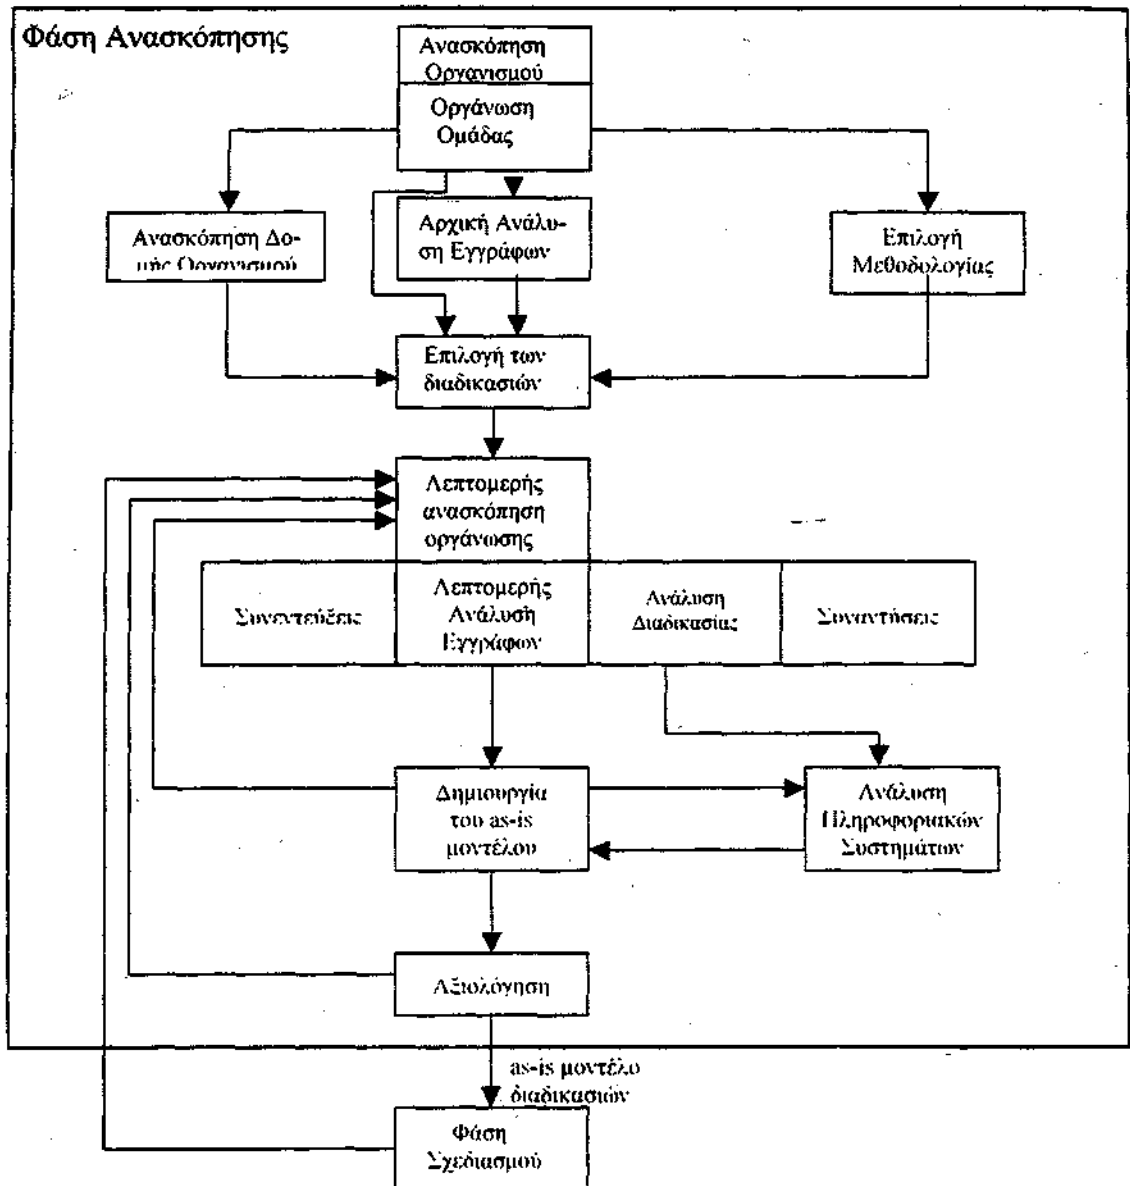 Φάση Ανασκόπησης
Ανασκόπηση
Οργανισμού
Οργάνωση
Ομάδας
Ανασκόπηση Δο-
μής Οργανισμού
Αρχική Ανάλυ-
ση Εγγράφων
Επιλογή
Μεθοδολογίας
Επιλογή των
διαδικασιών
Λεπτομερής
ανασκόπηση
οργάνωσης
Συνεντεύξεις
Λεπτομερής
Ανάλυση
Εγγράφων
Ανάλυση
Διαδικασίας
Συναντήσεις
Δημιουργία
του as-is
μοντέλου
Ανάλυση
Πληροφοριακών
Συστημάτων
Αξιολόγηση
as-is μοντέλο
διαδικασιών
Φάση
Σχεδιασμού